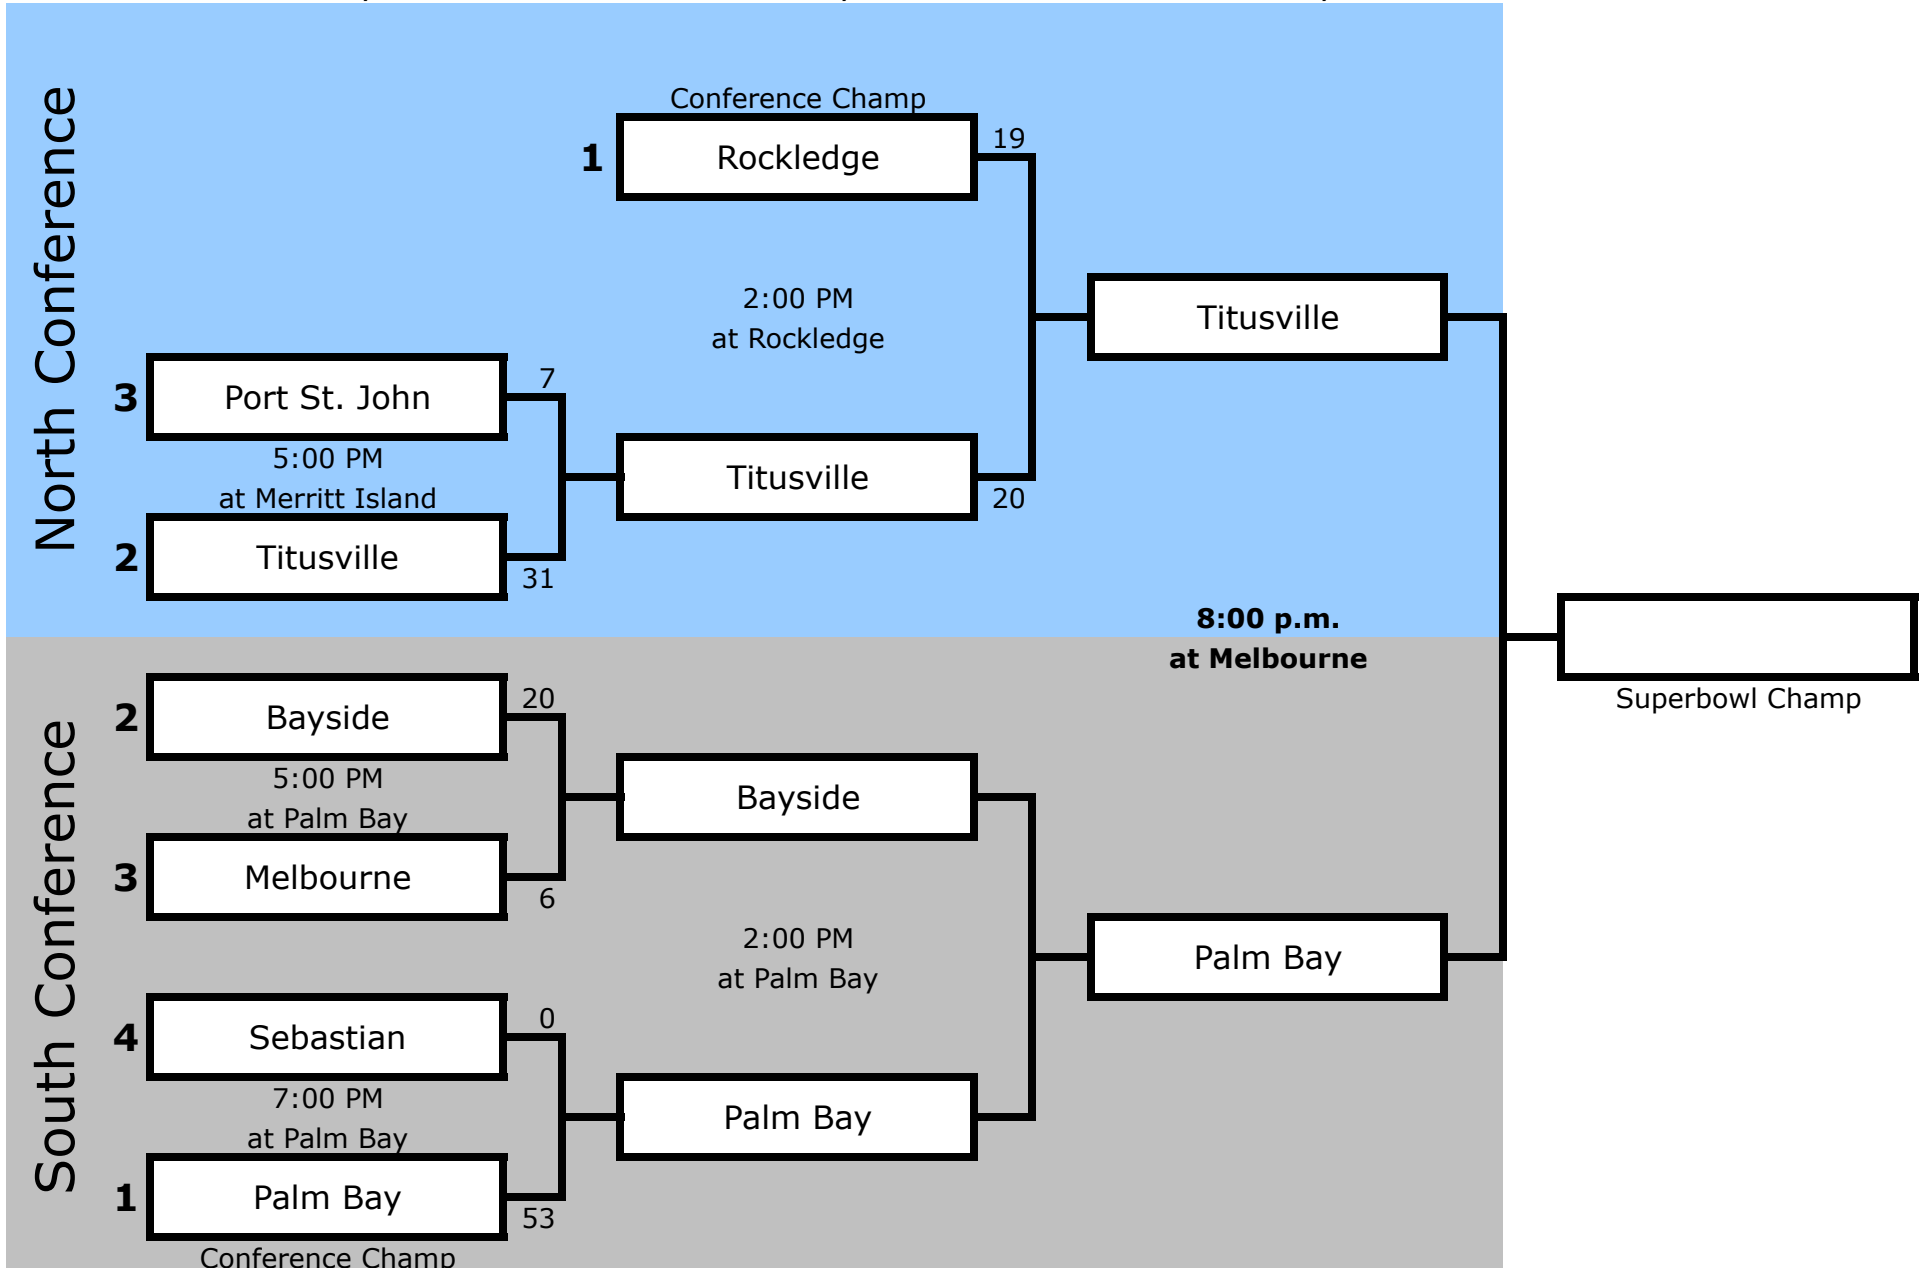 North Conference
Conference Champ
1
Rockledge
19
2:00 PM
at Rockledge
Titusville
3
Port St. John
7
5:00 PM
at Merritt Island
Titusville
20
2
Titusville
31
8:00 p.m.
at Melbourne
Superbowl Champ
South Conference
2
Bayside
20
5:00 PM
at Palm Bay
Bayside
3
Melbourne
6
2:00 PM
at Palm Bay
Palm Bay
4
Sebastian
0
7:00 PM
at Palm Bay
Palm Bay
1
Palm Bay
53
Conference Champ